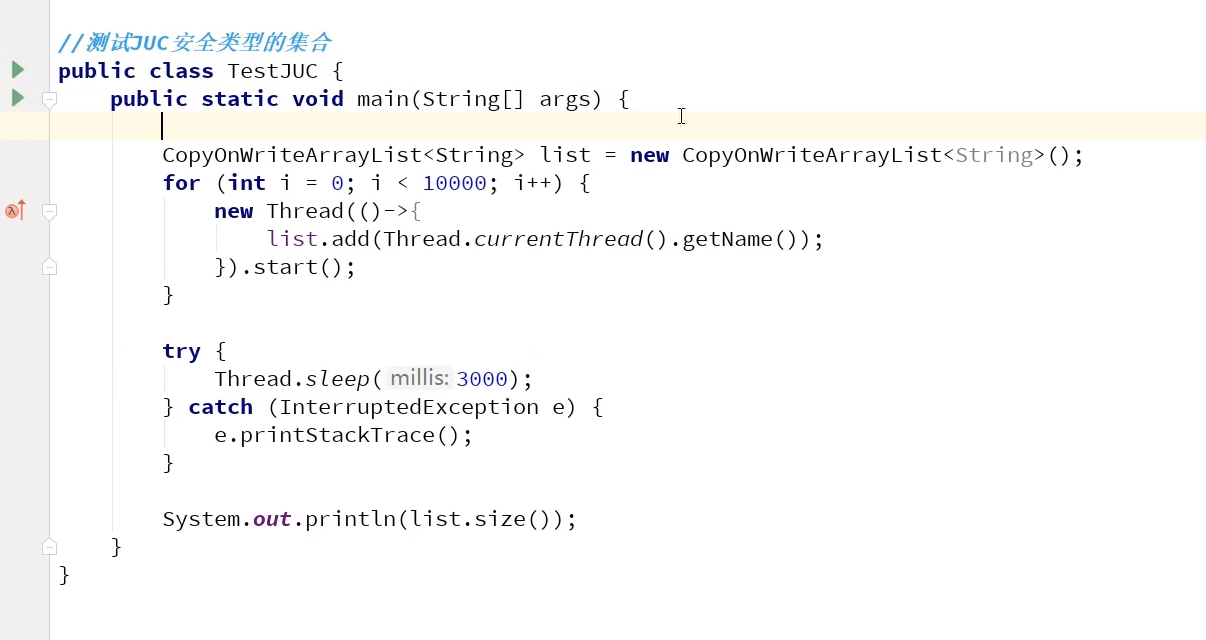 //测试JUC安全类型的集合
public class TestJUC {
    public static void main(String[] args) {
        CopyOnWriteArrayList<String> list = new CopyOnWriteArrayList<String>();
        for (int i = 0; i < 10000; i++) {
            new Thread(()->{
                list.add(Thread.currentThread().getName());
            }).start();
        }
        try {
            Thread.sleep( millis: 3000);
        } catch (InterruptedException e) {
            e.printStackTrace();
        }
        System.out.println(list.size());
    }
}